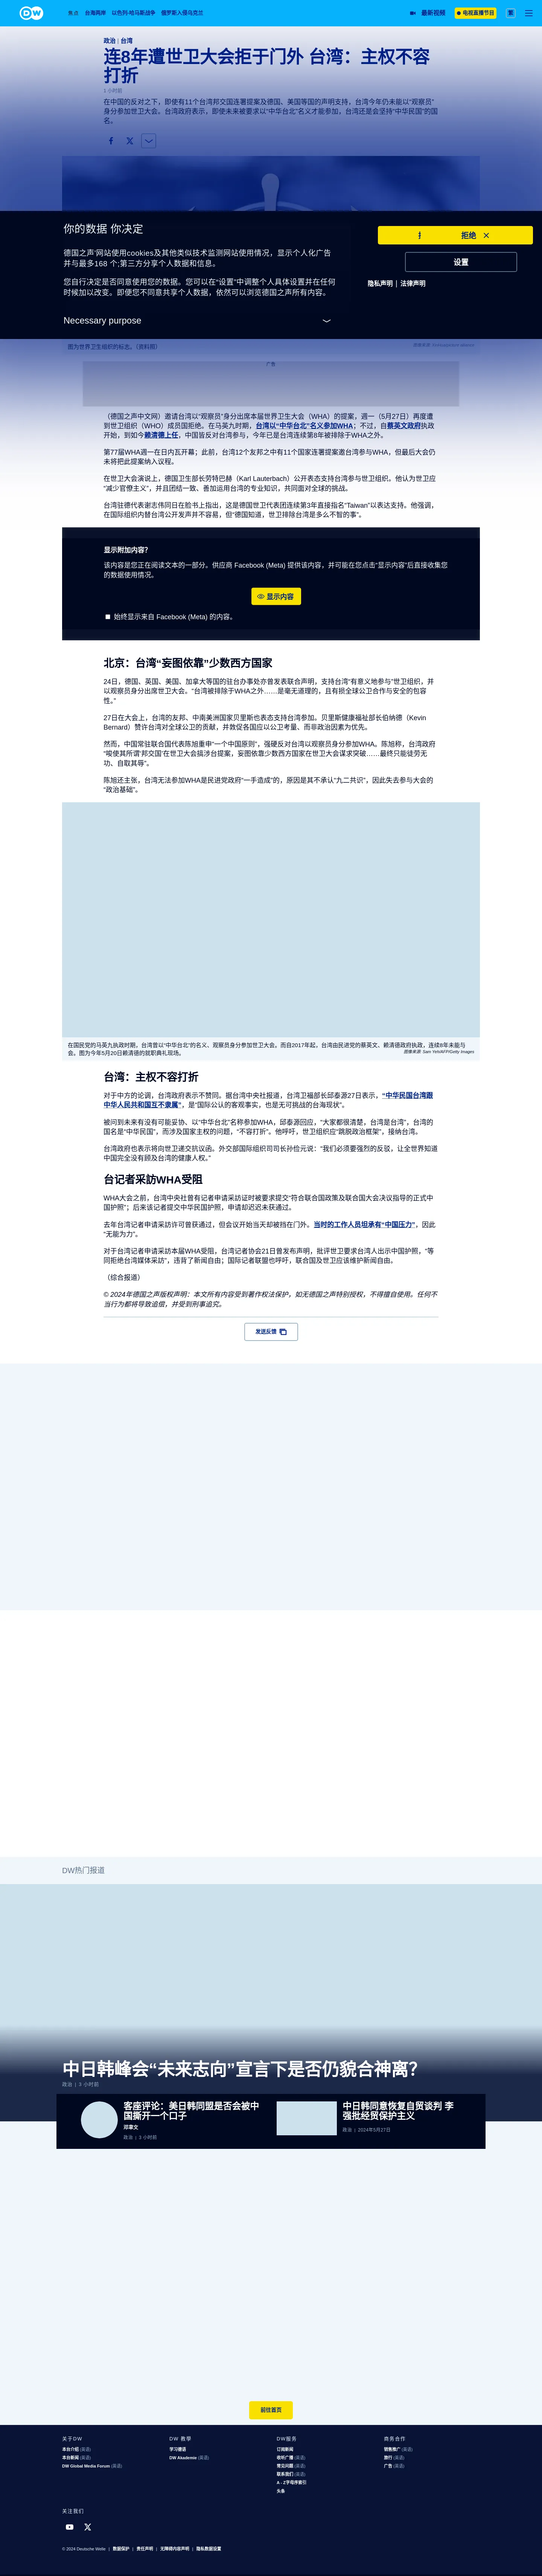 DW
焦点 台海两岸 以色列-哈马斯战争 俄罗斯入侵乌克兰
最新视频
电视直播节目
繁
政治 | 台湾
连8年遭世卫大会拒于门外 台湾：主权不容
打折
1 小时前
在中国的反对之下，即使有11个台湾邦交国连署提案及德国、美国等国的声明支持，台湾今年仍未能以“观察员”
身分参加世卫大会。台湾政府表示，即使未来被要求以“中华台北”名义才能参加，台湾还是会坚持“中华民国”的国
名。
你的数据 你决定
德国之声网站使用cookies及其他类似技术监测网站使用情况，显示个人化广告
并与最多168 个;第三方分享个人数据和信息。
您自行决定是否同意使用您的数据。您可以在“设置”中调整个人具体设置并在任何
时候加以改变。即便您不同意共享个人数据，依然可以浏览德国之声所有内容。
Necessary purpose
拒绝
设置
隐私声明 | 法律声明
图为世界卫生组织的标志。（资料照）
广告
（德国之声中文网）邀请台湾以“观察员”身分出席本届世界卫生大会（WHA）的提案，週一（5月27日）再度遭
到世卫组织（WHO）成员国拒绝。在马英九时期，台湾以“中华台北”名义参加WHA；不过，自蔡英文政府执政
开始，到如今赖清德上任，中国皆反对台湾参与，今年已是台湾连续第8年被排除于WHA之外。
第77届WHA週一在日内瓦开幕；此前，台湾12个友邦之中有11个国家连署提案邀台湾参与WHA，但最后大会仍
未将把此提案纳入议程。
在世卫大会演说上，德国卫生部长劳特巴赫（Karl Lauterbach）公开表态支持台湾参与世卫组织。他认为世卫应
“减少官僚主义”，并且团结一致、善加运用台湾的专业知识，共同面对全球的挑战。
台湾驻德代表谢志伟同日在脸书上指出，这是德国世卫代表团连续第3年直接指名“Taiwan”以表达支持。他强调，
在国际组织内替台湾公开发声并不容易，但“德国知道，世卫排除台湾是多么不智的事”。
显示附加内容？
该内容是您正在阅读文本的一部分。供应商 Facebook (Meta) 提供该内容，并可能在您点击“显示内容”后直接收集您
的数据使用情况。
显示内容
始终显示来自 Facebook (Meta) 的内容。
北京：台湾“妄图依靠”少数西方国家
24日，德国、英国、美国、加拿大等国的驻台办事处亦曾发表联合声明，支持台湾“有意义地参与”世卫组织，并
以观察员身分出席世卫大会。“台湾被排除于WHA之外……是毫无道理的，且有损全球公卫合作与安全的包容
性。”
27日在大会上，台湾的友邦、中南美洲国家贝里斯也表态支持台湾参加。贝里斯健康福祉部长伯纳德（Kevin
Bernard）赞许台湾对全球公卫的贡献，并敦促各国应以公卫考量、而非政治因素为优先。
然而，中国常驻联合国代表陈旭重申“一个中国原则”，强硬反对台湾以观察员身分参加WHA。陈旭称，台湾政府
“唆使其所谓‘邦交国’在世卫大会搞涉台提案，妄图依靠少数西方国家在世卫大会谋求突破……最终只能徒劳无
功、自取其辱”。
陈旭还主张，台湾无法参加WHA是民进党政府“一手造成”的，原因是其不承认“九二共识”，因此失去参与大会的
“政治基础”。
在国民党的马英九执政时期，台湾曾以“中华台北”的名义、观察员身分参加世卫大会。而自2017年起，台湾由民进党的蔡英文、赖清德政府执政，连续8年未能与
会。图为今年5月20日赖清德的就职典礼现场。
图像来源: Sam Yeh/AFP/Getty Images
台湾：主权不容打折
对于中方的论调，台湾政府表示不赞同。据台湾中央社报道，台湾卫福部长邱泰源27日表示，“中华民国台湾跟
中华人民共和国互不隶属”，是“国际公认的客观事实，也是无可挑战的台海现状”。
被问到未来有没有可能妥协、以“中华台北”名称参加WHA，邱泰源回应，“大家都很清楚，台湾是台湾”，台湾的
国名是“中华民国”，而涉及国家主权的问题，“不容打折”。他呼吁，世卫组织应“跳脱政治框架”，接纳台湾。
台湾政府也表示将向世卫递交抗议函。外交部国际组织司司长孙俭元说：“我们必须要强烈的反驳，让全世界知道
中国完全没有顾及台湾的健康人权。”
台记者采訪WHA受阻
WHA大会之前，台湾中央社曾有记者申请采訪证时被要求提交“符合联合国政策及联合国大会决议指导的正式中
国护照”；后来该记者提交中华民国护照，申请却迟迟未获通过。
去年台湾记者申请采訪许可曾获通过，但会议开始当天却被挡在门外。当时的工作人员坦承有“中国压力”，因此
“无能为力”。
对于台湾记者申请采訪本届WHA受阻，台湾记者协会21日曾发布声明，批评世卫要求台湾人出示中国护照，“等
同拒绝台湾媒体采訪”，违背了新闻自由；国际记者联盟也呼吁，联合国及世卫应该维护新闻自由。
（综合报道）
© 2024年德国之声版权声明：本文所有内容受到著作权法保护，如无德国之声特别授权，不得擅自使用。任何不
当行为都将导致追偿，并受到刑事追究。
发送反馈
DW热门报道
中日韩峰会“未来志向”宣言下是否仍貌合神离？
政治 | 3 小时前
客座评论：美日韩同盟是否会被中
国撕开一个口子
邓聿文
政治 | 3 小时前
中日韩同意恢复自贸谈判 李
强批经贸保护主义
政治 | 2024年5月27日
前往首页
关于DW
本台介绍 (英语)
本台新闻 (英语)
DW Global Media Forum (英语)
DW 教学
学习德语
DW Akademie (英语)
DW服务
订阅新闻
收听广播 (英语)
常见问题 (英语)
联系我们 (英语)
A - Z字母序索引
头条
商务合作
销售推广 (英语)
旅行 (英语)
广告 (英语)
关注我们
© 2024 Deutsche Welle | 数据保护 | 责任声明 | 无障碍内容声明 | 隐私数据设置